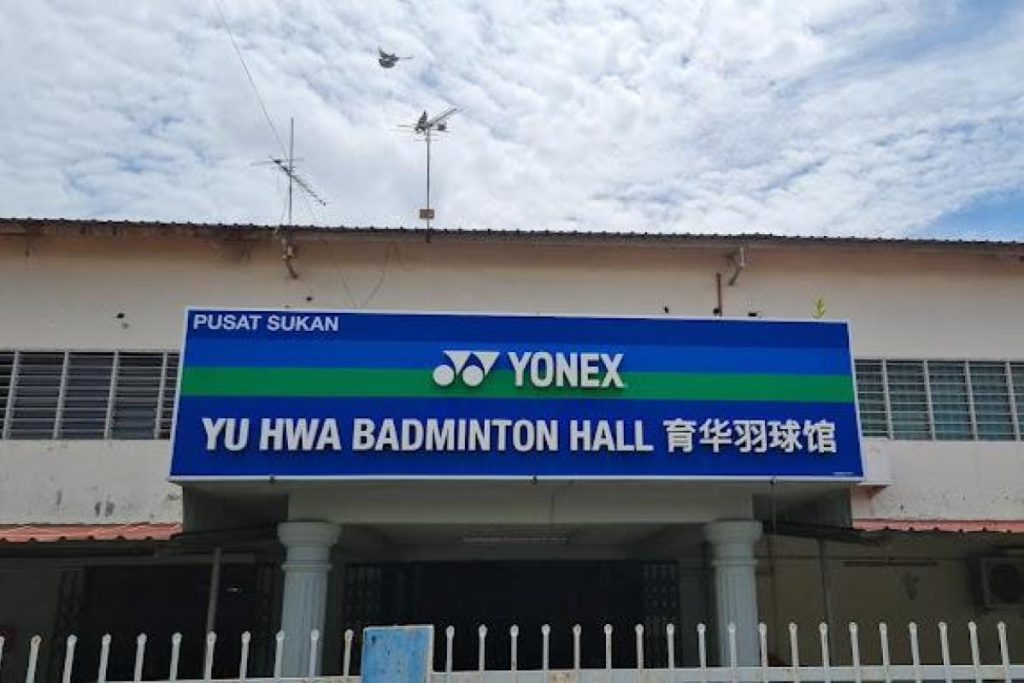 PUSAT SUKAN
YONEX
YU HWA BADMINTON HALL 育华羽球馆